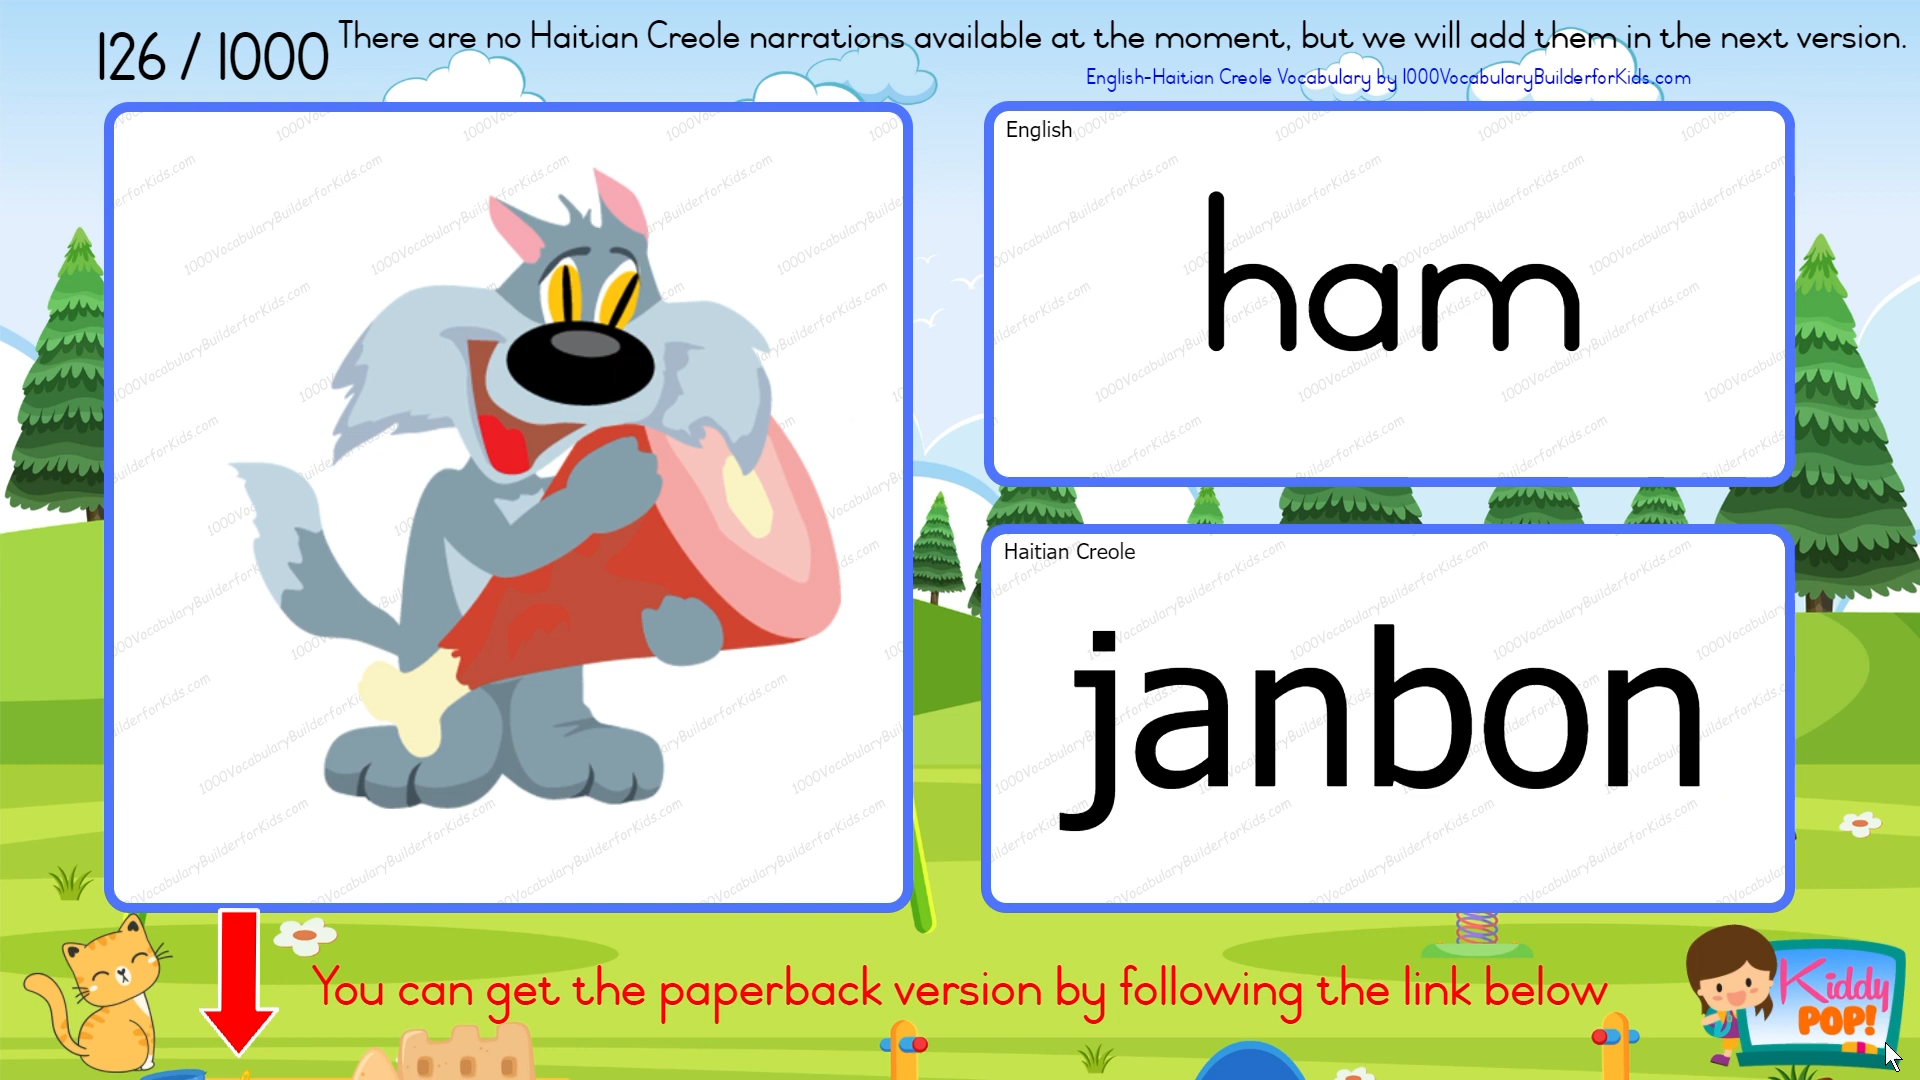 126 / 1000
There are no Haitian Creole narrations available at the moment, but we will add them in the next version.
English-Haitian Creole Vocabulary by 1000VocabularyBuilderforKids.com
English
ham
Haitian Creole
janbon
You can get the paperback version by following the link below
Kiddy
POP!
1000VocabularyBuilderforKids.com